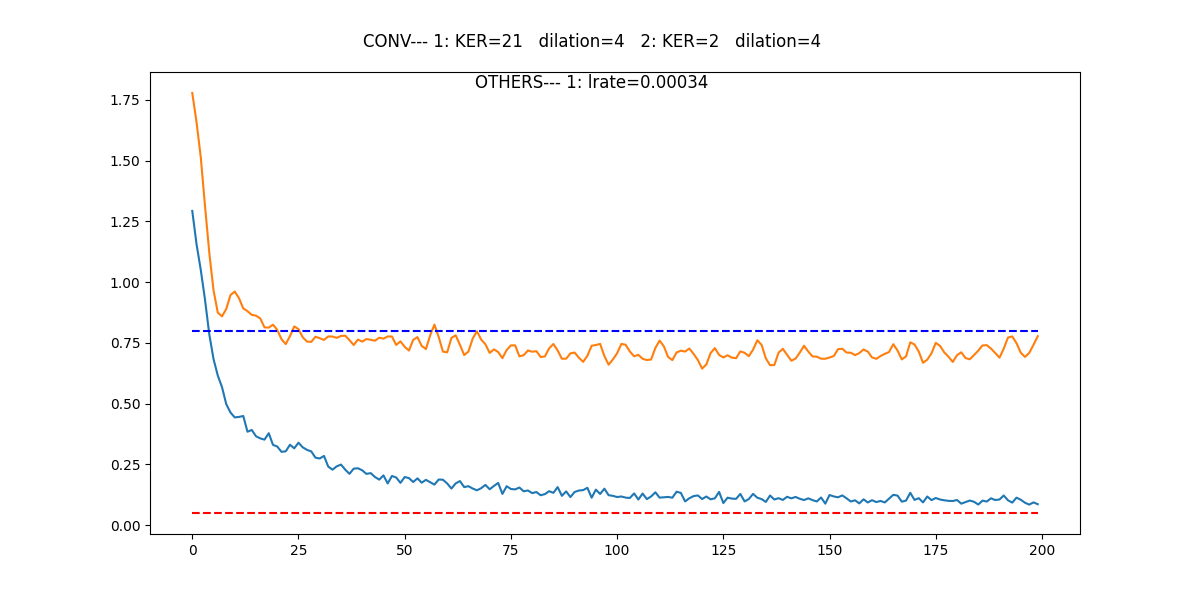 CONV--- 1: KER=21   dilation=4   2: KER=2   dilation=4
OTHERS--- 1: lrate=0.00034
1.75
1.50
1.25
1.00
0.75
0.50
0.25
0.00
0 25 50 75 100 125 150 175 200